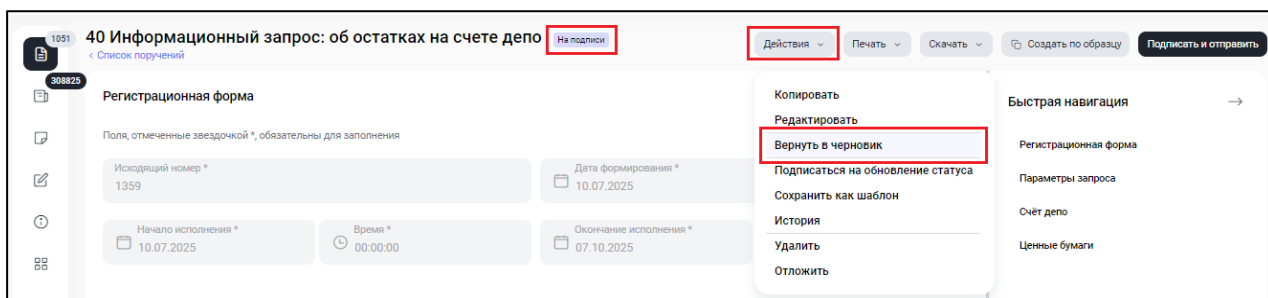 1051
40 Информационный запрос: об остатках на счете депо
На подписи
Действия
Печать
Скачать
Создать по образцу
Подписать и отправить
< Список поручений
308825
Регистрационная форма
Поля, отмеченные звездочкой *, обязательны для заполнения
Исходящий номер *
1359
Дата формирования *
10.07.2025
Начало исполнения *
10.07.2025
Время *
00:00:00
Окончание исполнения *
07.10.2025
Копировать
Редактировать
Вернуть в черновик
Подписаться на обновление статуса
Сохранить как шаблон
История
Удалить
Отложить
Быстрая навигация
Регистрационная форма
Параметры запроса
Счёт депо
Ценные бумаги